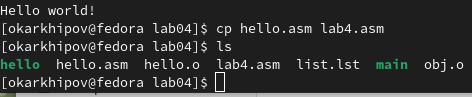 Hello world!
[okarkhipov@fedora lab04]$ cp hello.asm lab4.asm
[okarkhipov@fedora lab04]$ ls
hello  hello.asm  hello.o  lab4.asm  list.lst  main  obj.o
[okarkhipov@fedora lab04]$